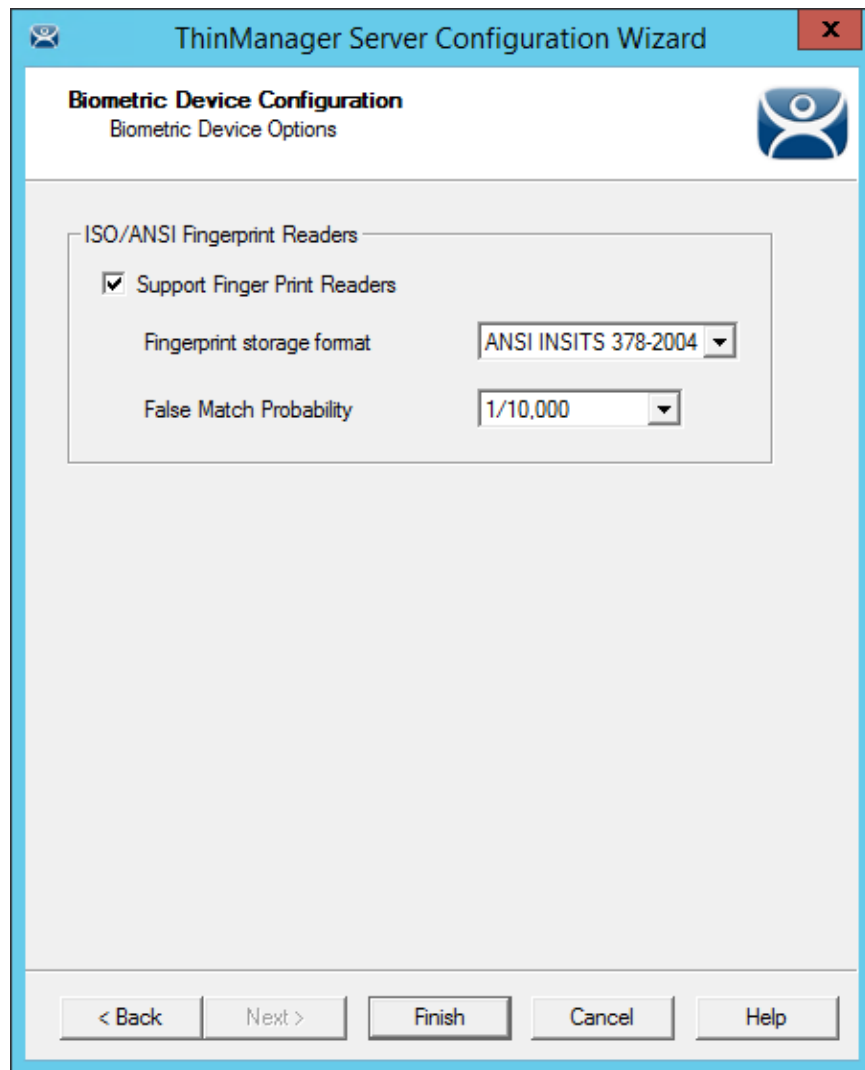 ThinManager Server Configuration Wizard
x
Biometric Device Configuration
Biometric Device Options
ISO/ANSI Fingerprint Readers
Support Finger Print Readers
Fingerprint storage format ANSI INSITS 378-2004
False Match Probability 1/10,000
< Back Next > Finish Cancel Help